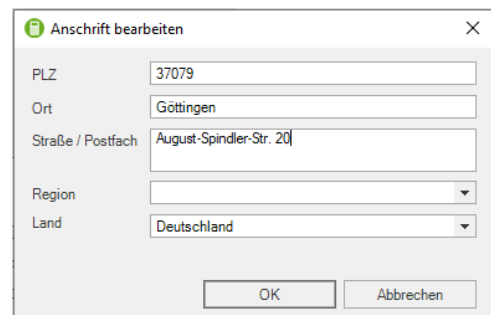 Anschrift bearbeiten
PLZ 37079
Ort Göttingen
Straße / Postfach August-Spindler-Str. 20
Region
Land Deutschland
OK Abbrechen